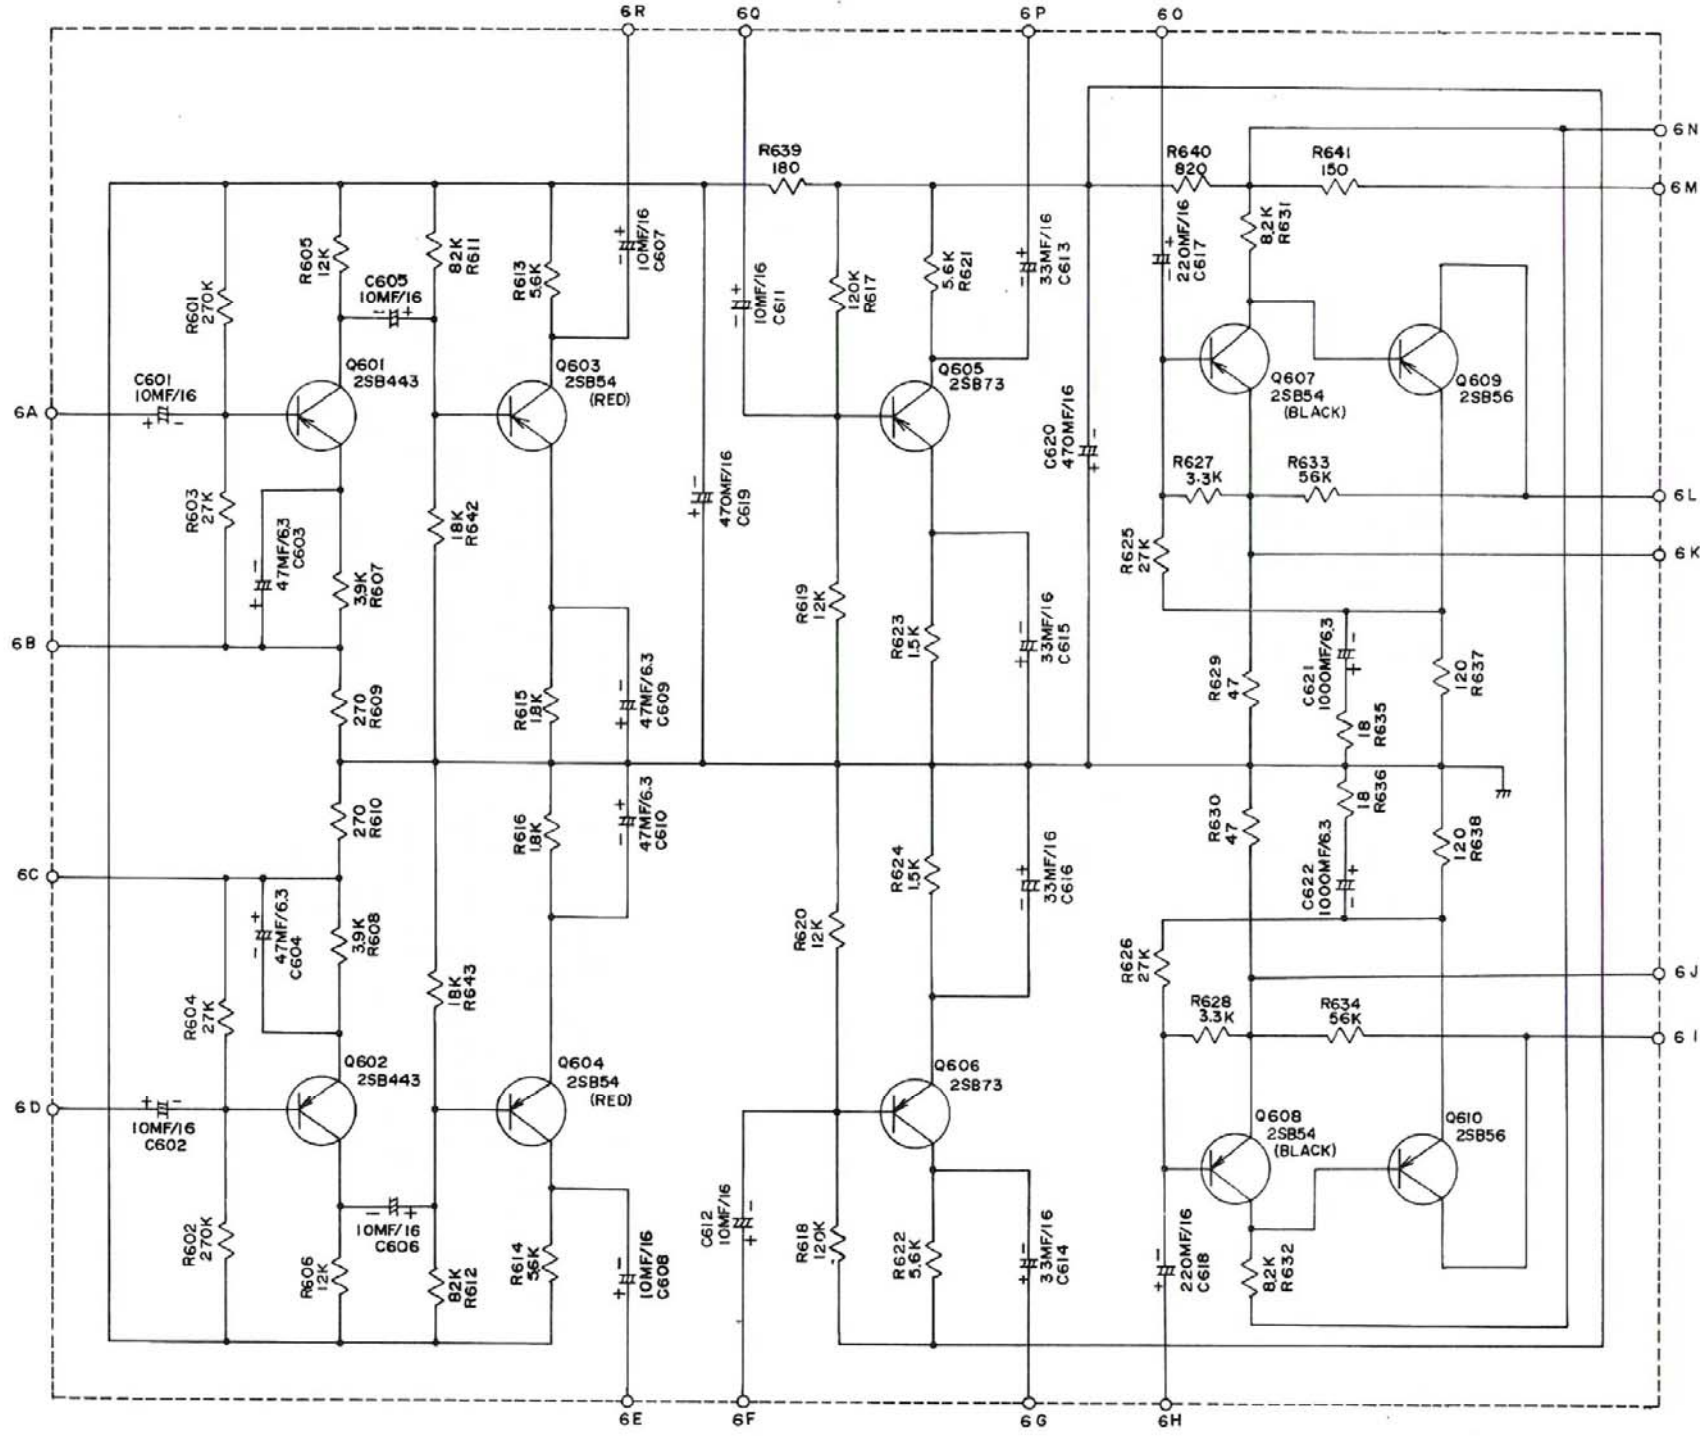 6R
6Q
6P
6O
6N
6M
R639
180
R640
820
R641
150
R605
12K
82K
R611
R613
5.6K
10MF/16
C607
C605
10MF/16
R601
270K
10MF/16
C611
120K
R617
5.6K
R621
33MF/16
C613
220MF/16
C617
8.2K
R631
C601
10MF/16
6A
Q601
2SB443
Q603
2SB54
(RED)
Q605
2SB73
Q607
2SB54
(BLACK)
Q609
2SB56
R603
27K
47MF/6.3
C603
3.9K
R607
18K
R642
470MF/16
C619
C620
470MF/16
R627
3.3K
R633
56K
6L
6K
R625
27K
R619
12K
R623
1.5K
33MF/16
C615
6B
270
R609
R615
1.8K
47MF/6.3
C609
R629
47
C621
1000MF/6.3
18
R635
120
R637
270
R610
R616
1.8K
47MF/6.3
C610
R624
1.5K
33MF/16
C616
R630
47
C622
1000MF/6.3
18
R636
120
R638
6C
47MF/6.3
C604
3.9K
R608
R620
12K
R626
27K
6J
R604
27K
18K
R643
R628
3.3K
R634
56K
6I
6D
10MF/16
C602
Q602
2SB443
Q604
2SB54
(RED)
Q606
2SB73
Q608
2SB54
(BLACK)
Q610
2SB56
R602
270K
10MF/16
C606
R606
12K
82K
R612
R614
56K
10MF/16
C608
C612
10MF/16
R618
120K
R622
5.6K
33MF/16
C614
220MF/16
C618
8.2K
R632
6E
6F
6G
6H